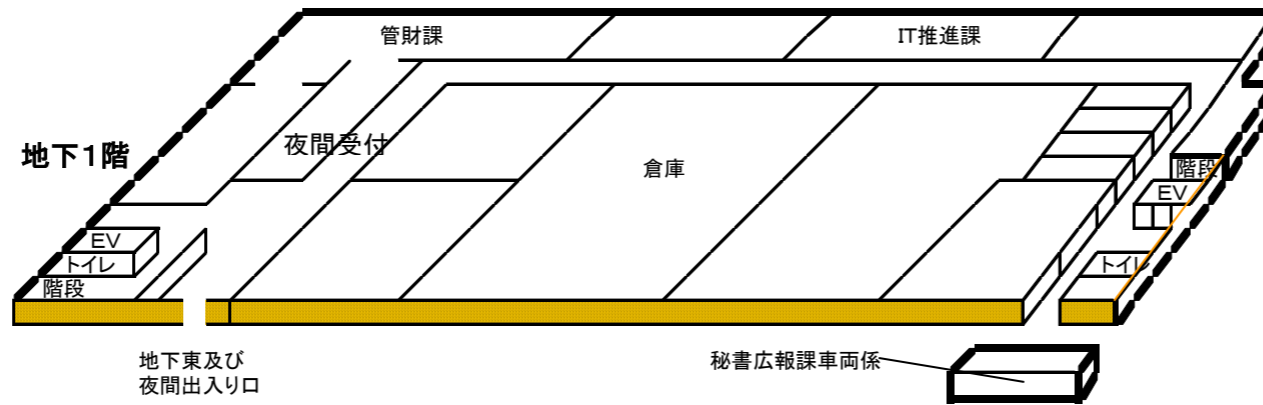 管財課
IT推進課
夜間受付
地下1階
倉庫
階段
EV
EV
トイレ
トイレ
階段
地下東及び
夜間出入り口
秘書広報課車両係